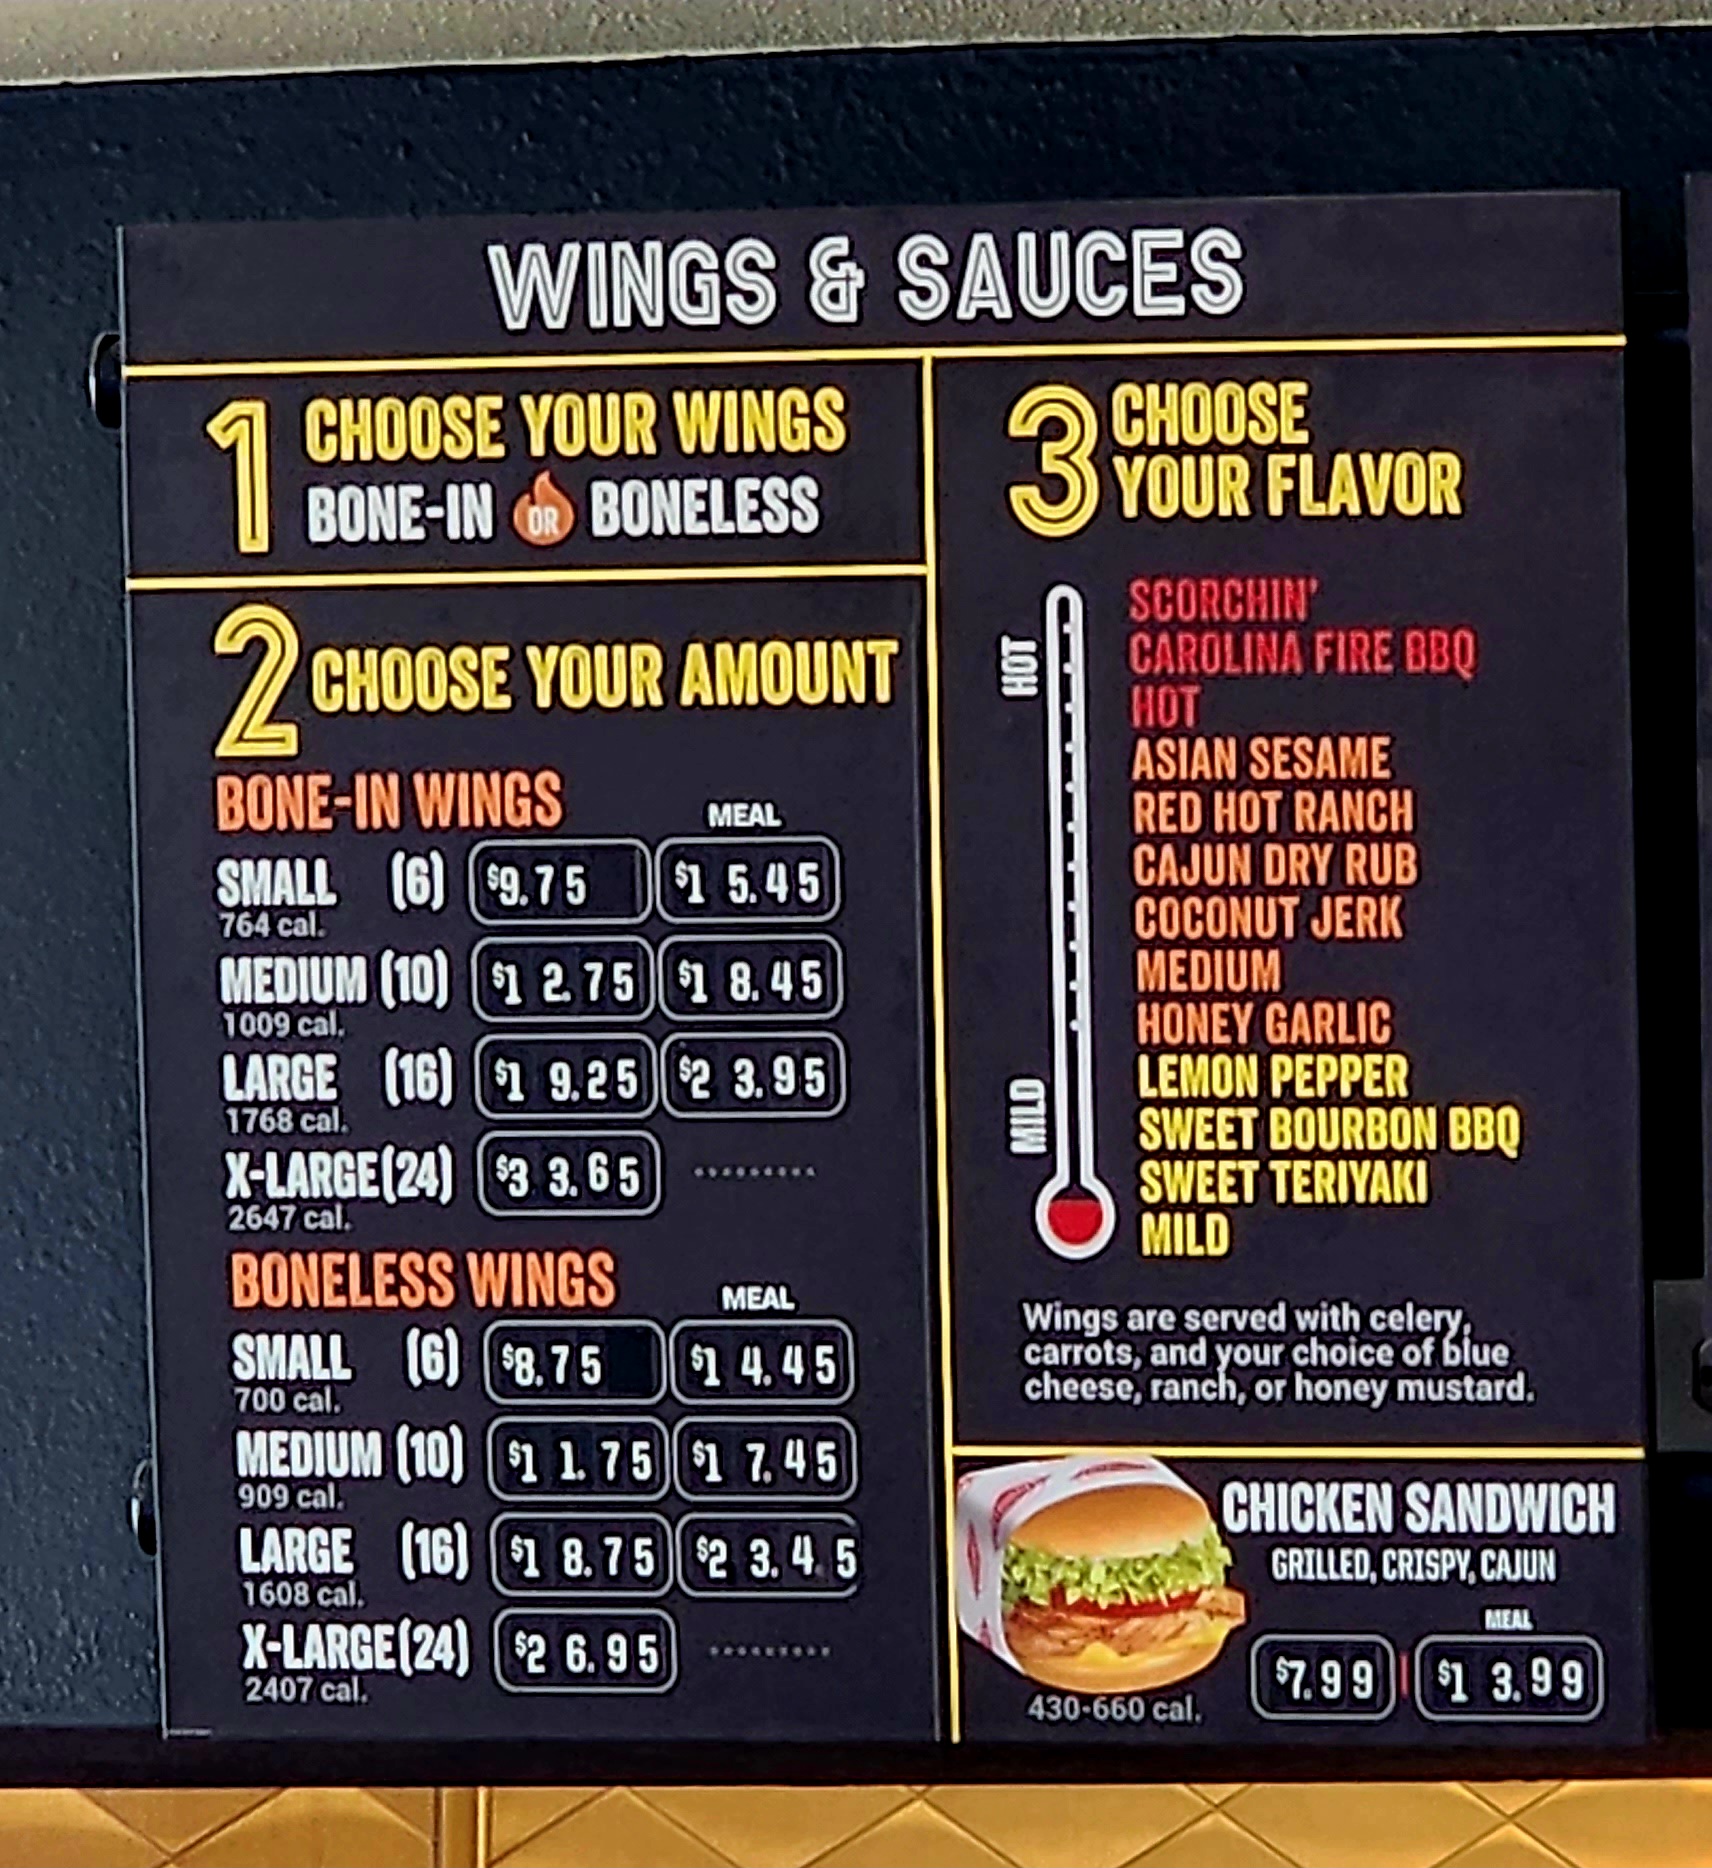 WINGS & SAUCES
1 CHOOSE YOUR WINGS
BONE-IN OR BONELESS
2 CHOOSE YOUR AMOUNT
BONE-IN WINGS MEAL
SMALL (6) $9.75 $15.45
764 cal.
MEDIUM (10) $12.75 $18.45
1009 cal.
LARGE (16) $19.25 $23.95
1768 cal.
X-LARGE (24) $33.65
2647 cal.
BONELESS WINGS MEAL
SMALL (6) $8.75 $14.45
700 cal.
MEDIUM (10) $11.75 $17.45
909 cal.
LARGE (16) $18.75 $23.45
1608 cal.
X-LARGE (24) $26.95
2407 cal.
3 CHOOSE
YOUR FLAVOR
HOT
SCORCHIN'
CAROLINA FIRE BBQ
HOT
ASIAN SESAME
RED HOT RANCH
CAJUN DRY RUB
COCONUT JERK
MEDIUM
HONEY GARLIC
LEMON PEPPER
SWEET BOURBON BBQ
SWEET TERIYAKI
MILD
MILD
Wings are served with celery,
carrots, and your choice of blue
cheese, ranch, or honey mustard.
CHICKEN SANDWICH
GRILLED, CRISPY, CAJUN
MEAL
$7.99 | $13.99
430-660 cal.